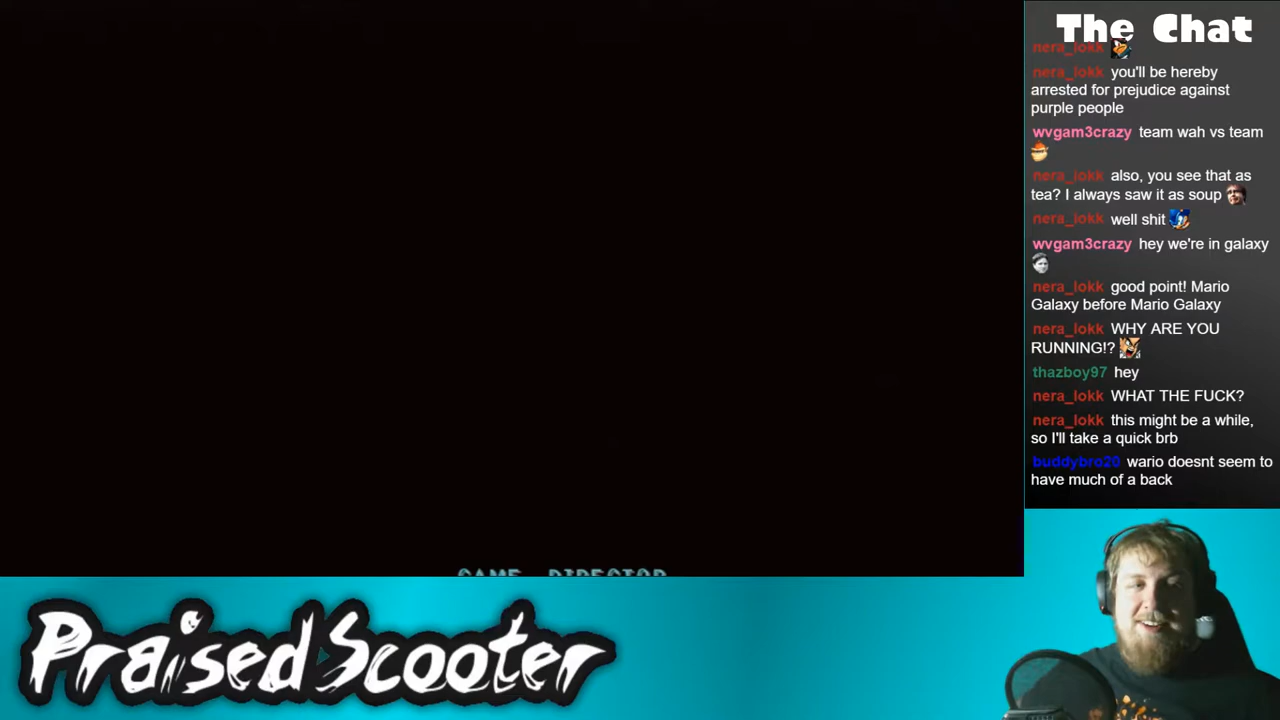 The Chat
nera_lokk
nera_lokk you'll be hereby
arrested for prejudice against
purple people
wvgam3crazy team wah vs team
nera_lokk also, you see that as
tea? I always saw it as soup
nera_lokk well shit
wvgam3crazy hey we're in galaxy
nera_lokk good point! Mario
Galaxy before Mario Galaxy
nera_lokk WHY ARE YOU
RUNNING!?
thazboy97 hey
nera_lokk WHAT THE FUCK?
nera_lokk this might be a while,
so I'll take a quick brb
buddybro20 wario doesnt seem to
have much of a back
GAME DIRECTOR
PraisedScooter